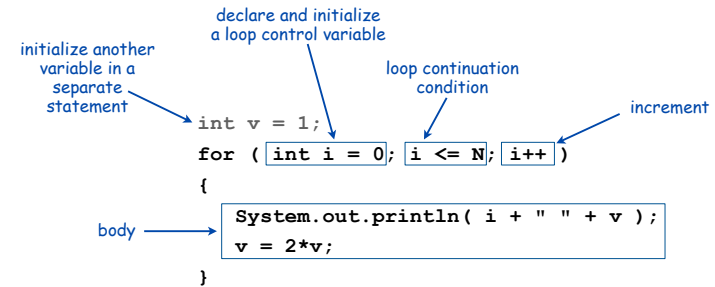 declare and initialize
a loop control variable
initialize another
variable in a
separate
statement
loop continuation
condition
increment
int v = 1;
for ( int i = 0; i <= N; i++ )
{
System.out.println( i + " " + v );
body
v = 2*v;
}